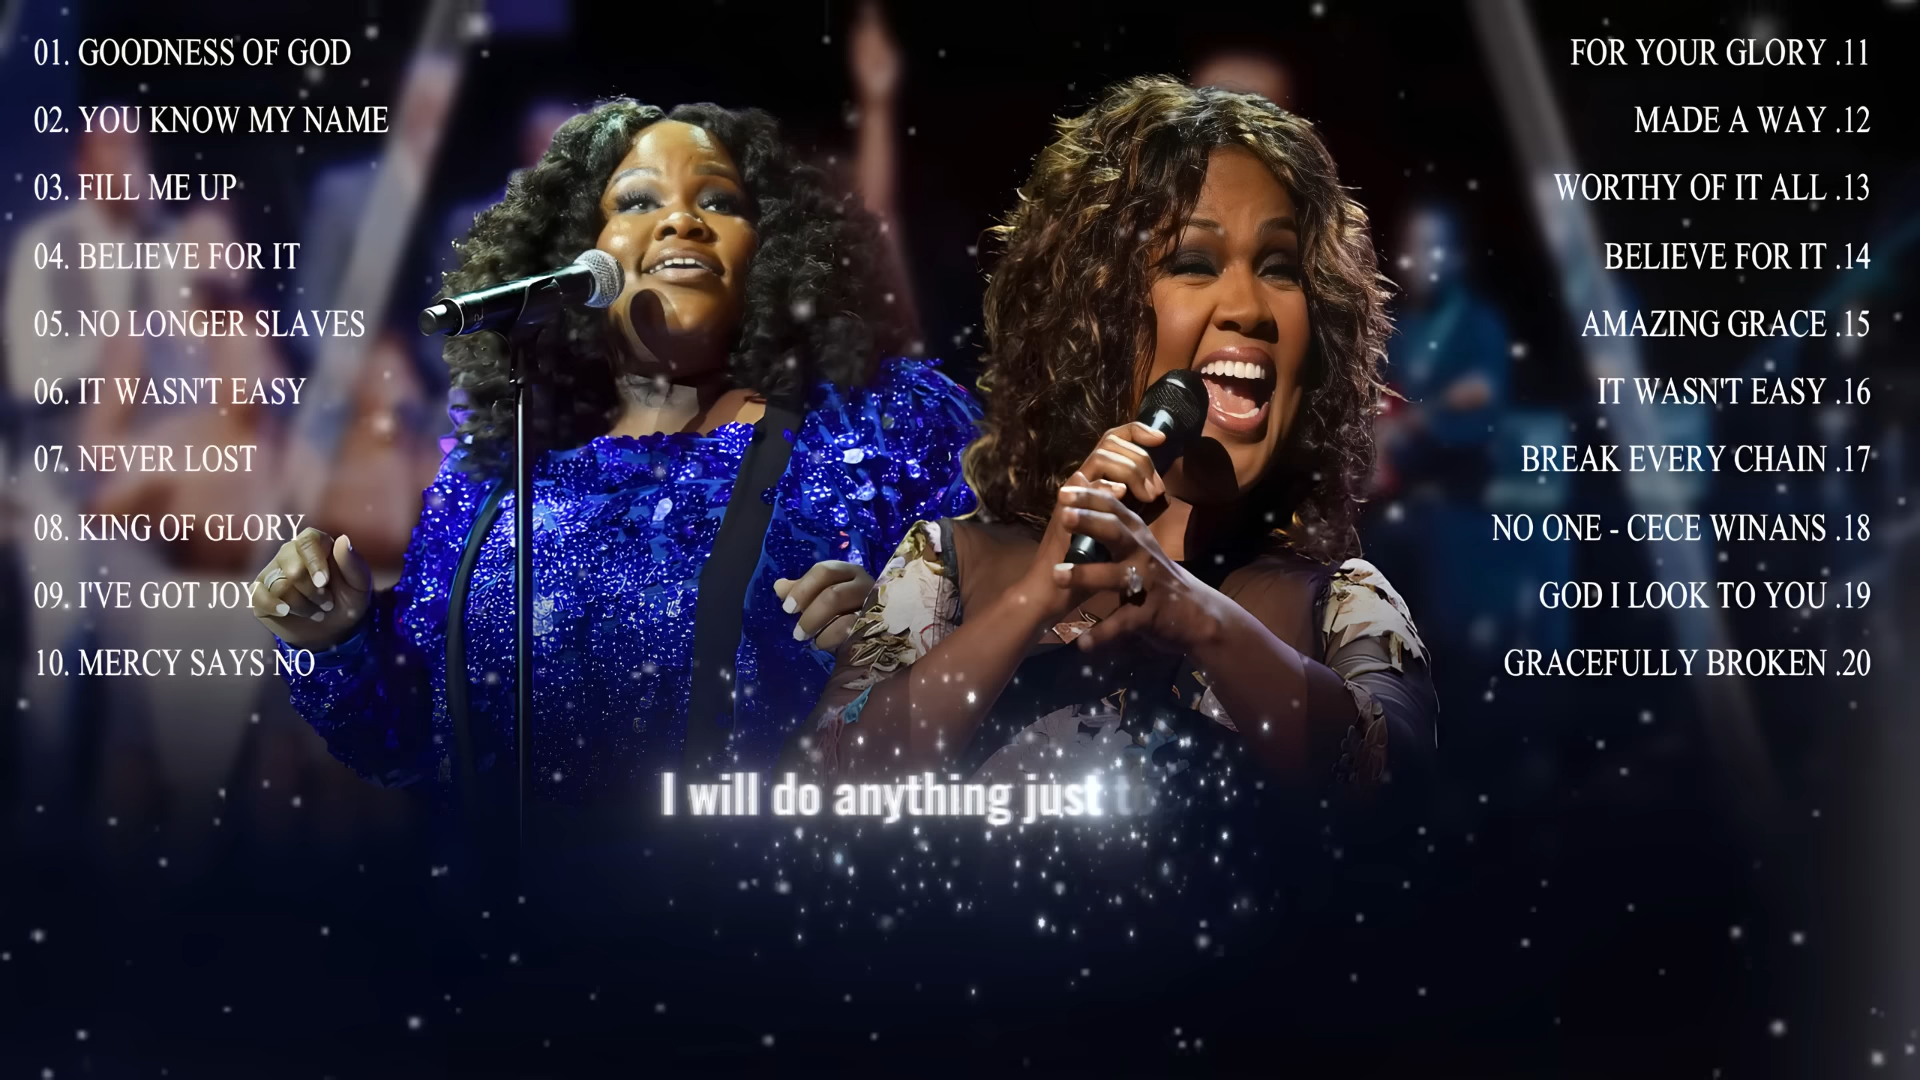 01. GOODNESS OF GOD
02. YOU KNOW MY NAME
03. FILL ME UP
04. BELIEVE FOR IT
05. NO LONGER SLAVES
06. IT WASN'T EASY
07. NEVER LOST
08. KING OF GLORY
09. I'VE GOT JOY
10. MERCY SAYS NO
FOR YOUR GLORY .11
MADE A WAY .12
WORTHY OF IT ALL .13
BELIEVE FOR IT .14
AMAZING GRACE .15
IT WASN'T EASY .16
BREAK EVERY CHAIN .17
NO ONE - CECE WINANS .18
GOD I LOOK TO YOU .19
GRACEFULLY BROKEN .20
I will do anything just to